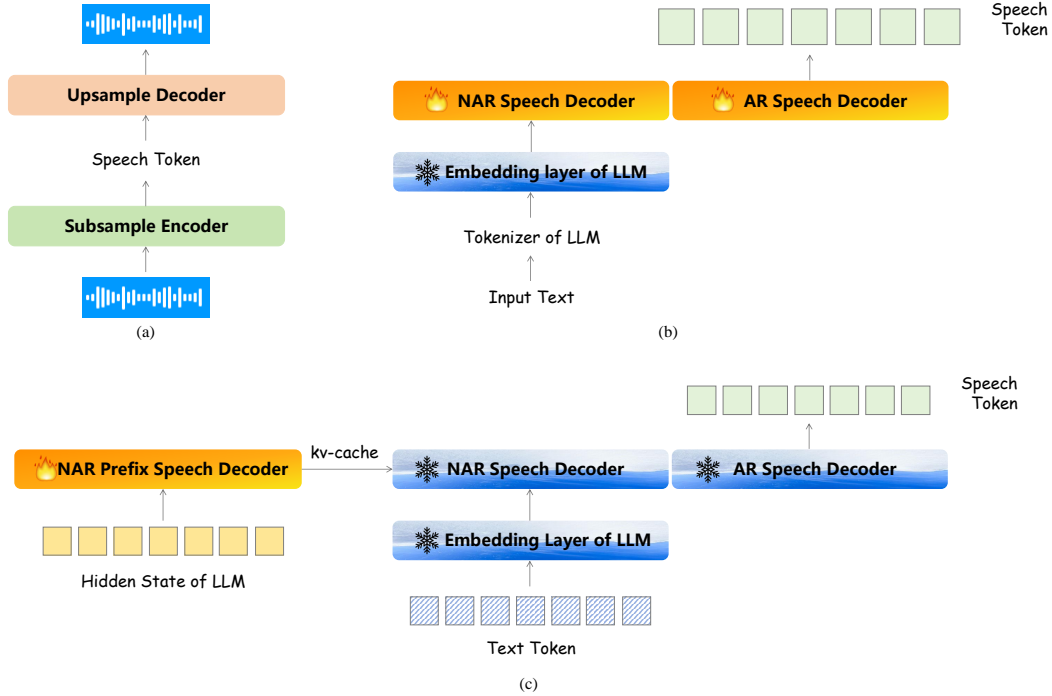 Upsample Decoder
Speech Token
Subsample Encoder
(a)
Speech
Token
NAR Speech Decoder
AR Speech Decoder
Embedding layer of LLM
Tokenizer of LLM
Input Text
(b)
Speech
Token
NAR Prefix Speech Decoder
kv-cache
NAR Speech Decoder
AR Speech Decoder
Embedding Layer of LLM
Hidden State of LLM
Text Token
(c)